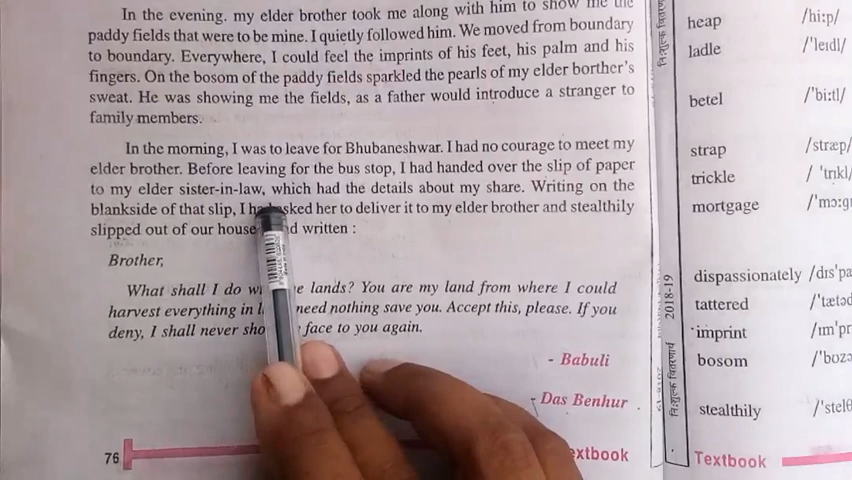 In the evening. my elder brother took me along with him to show me the
paddy fields that were to be mine. I quietly followed him. We moved from boundary
to boundary. Everywhere, I could feel the imprints of his feet, his palm and his
fingers. On the bosom of the paddy fields sparkled the pearls of my elder borther's
sweat. He was showing me the fields, as a father would introduce a stranger to
family members.
In the morning, I was to leave for Bhubaneshwar. I had no courage to meet my
elder brother. Before leaving for the bus stop, I had handed over the slip of paper
to my elder sister-in-law, which had the details about my share. Writing on the
blankside of that slip, I had asked her to deliver it to my elder brother and stealthily
slipped out of our house written :
Brother,
What shall I do lands? You are my land from where I could
harvest everything in need nothing save you. Accept this, please. If you
deny, I shall never face to you again.
- Babuli
- Das Benhur
76
Textbook
heap /hi:p/
ladle /'leɪdl/
betel /'bi:tl/
strap /stræp/
trickle / 'trɪkl/
mortgage
dispassionately
tattered
imprint
bosom
stealthily
Textbook
नि:शुल्क वितरणार्थ 2018-19